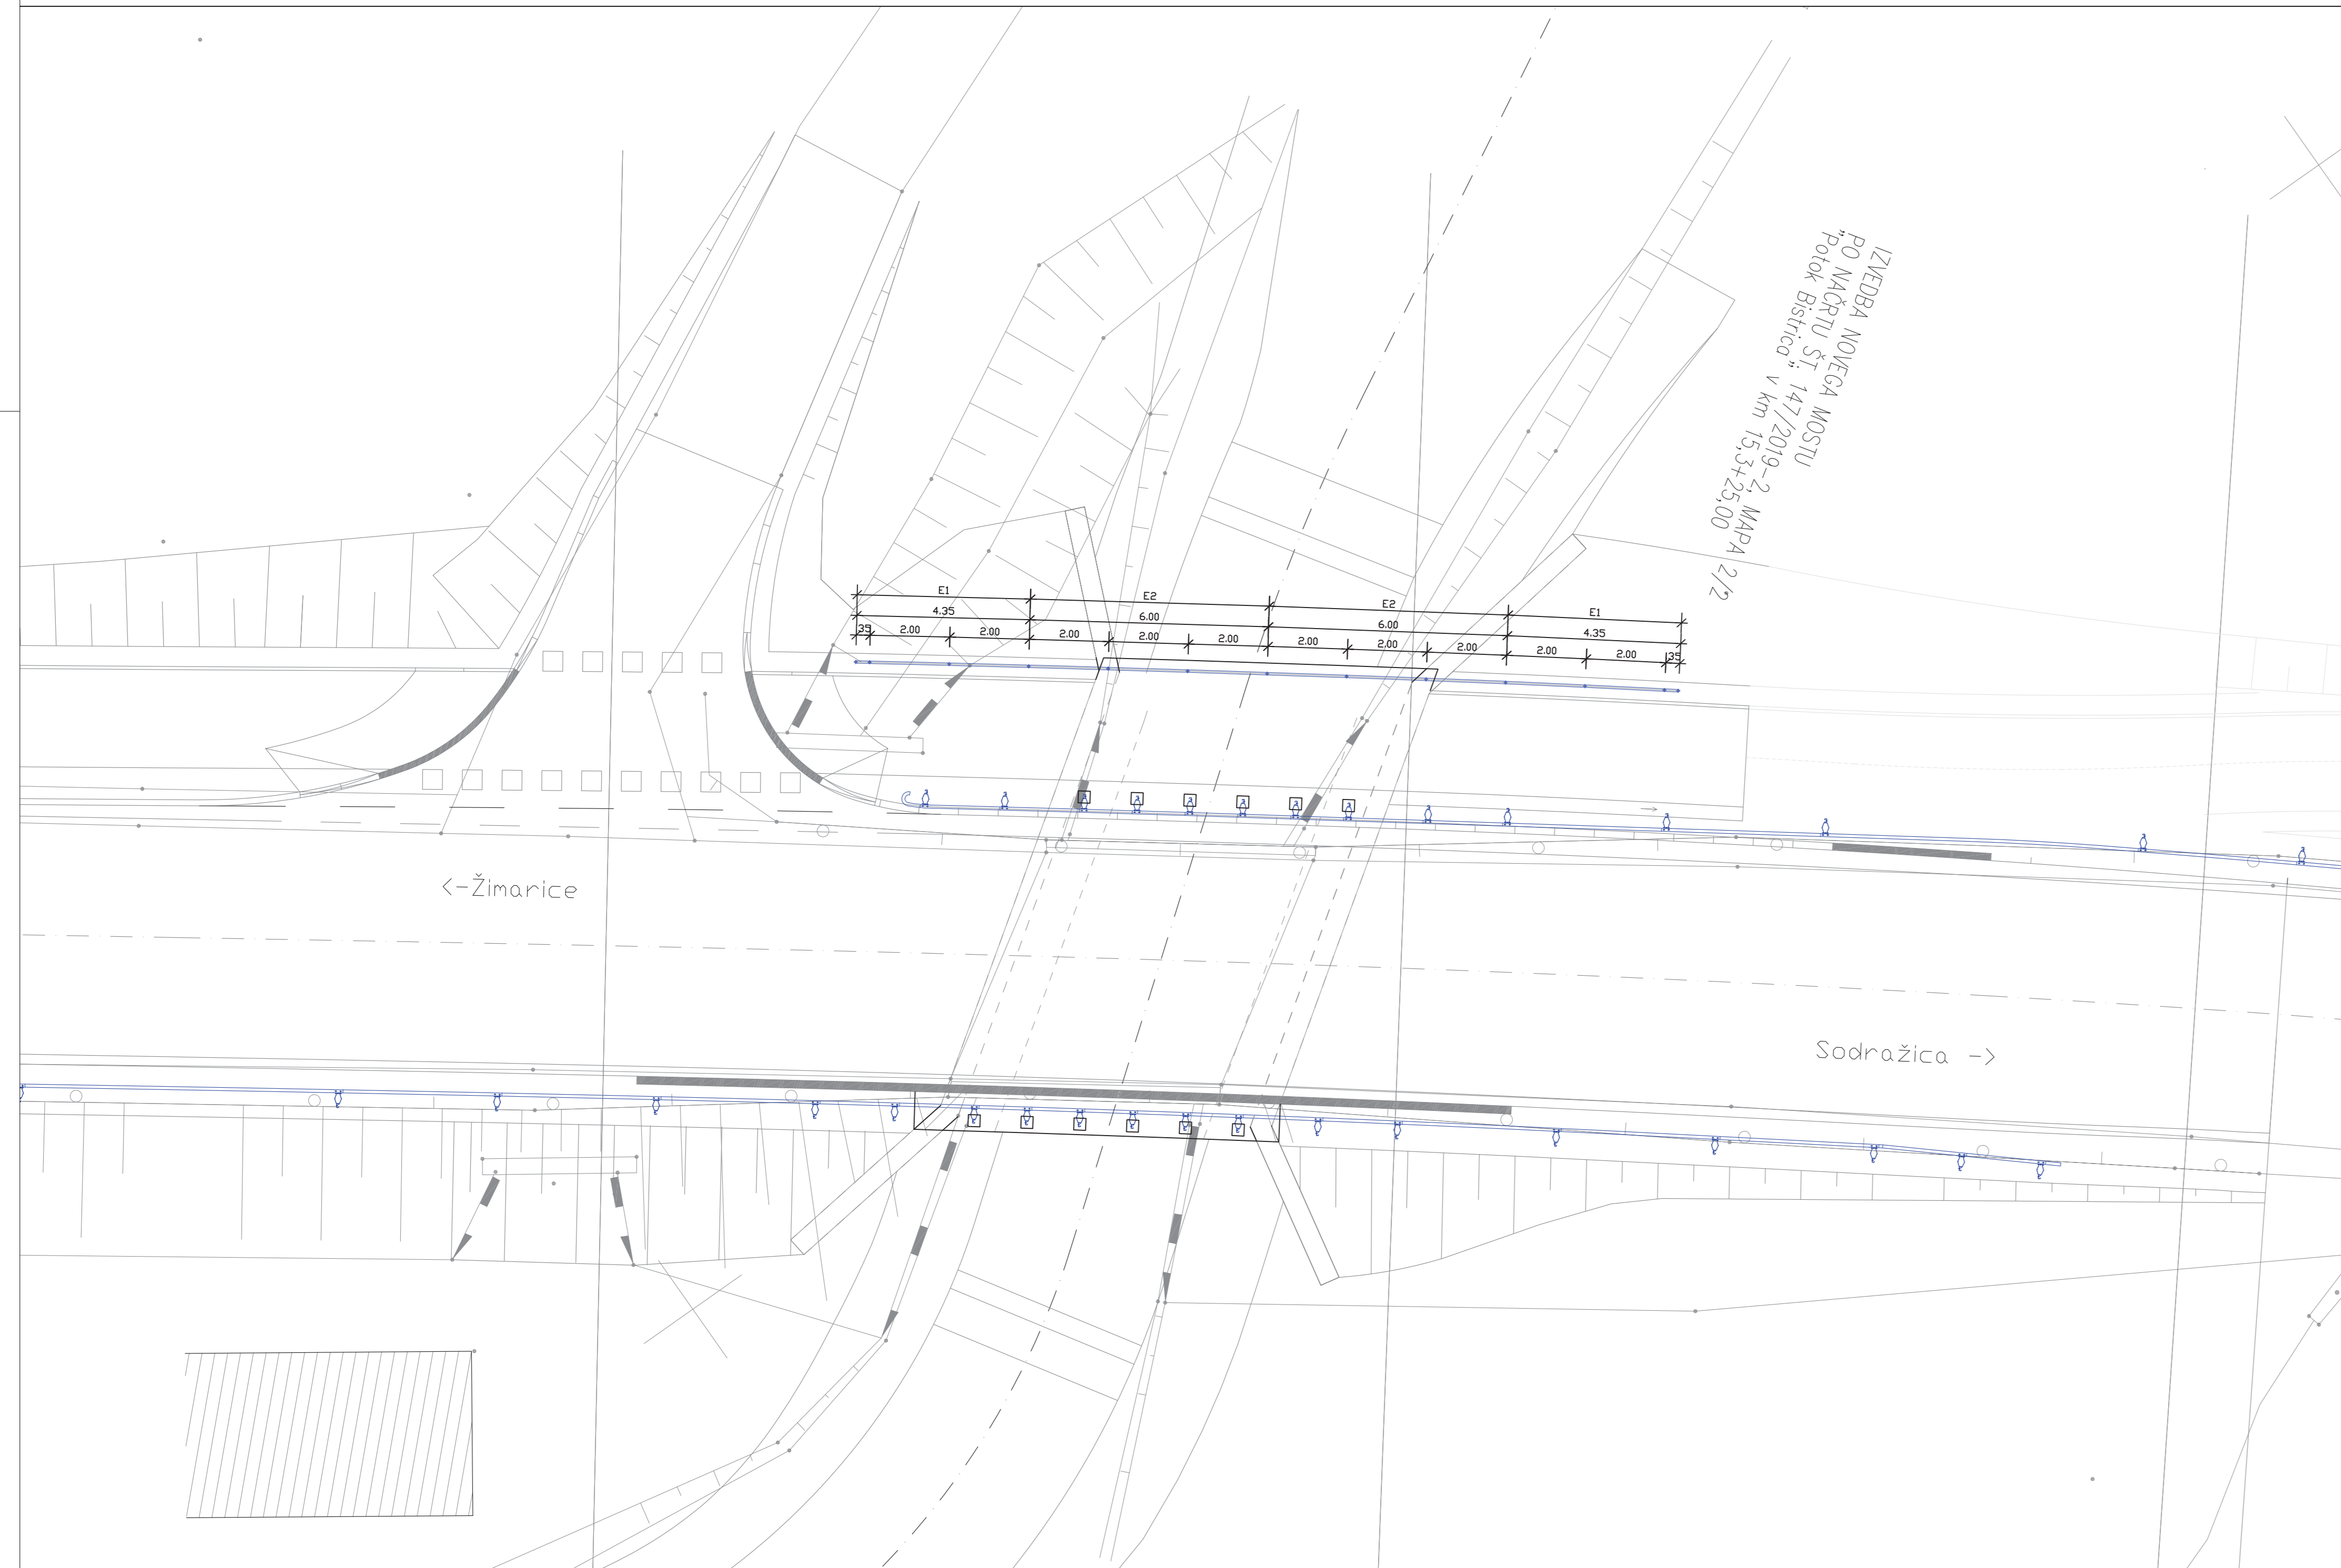 IZVEDBA NOVEGA MOSTU
PO NAČRTU ŠT. 147/2019-2, MAPA 2/2
"Potok Bistrica" v km 15,3+25,00
E1 E2 E2 E1
4.35 6.00 6.00 4.35
35 2.00 2.00 2.00 2.00 2.00 2.00 2.00 2.00 2.00 2.00 35
<-Žimarice
Sodražica ->